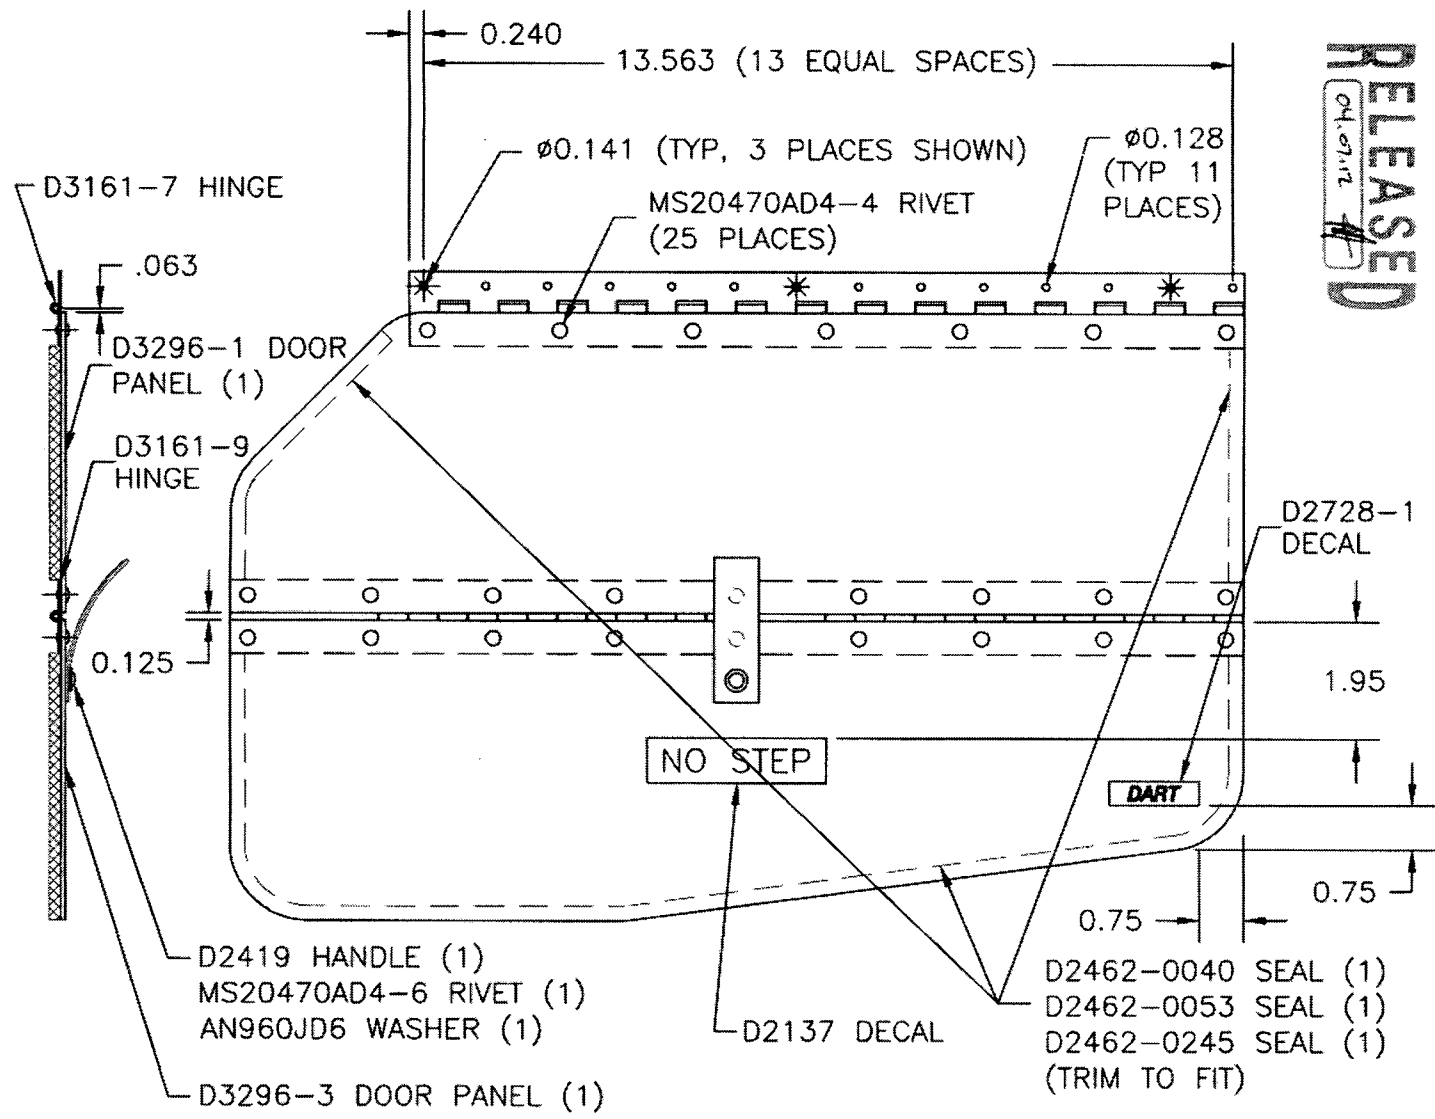 0.240
13.563 (13 EQUAL SPACES)
RELEASED
04.07.12
ø0.141 (TYP, 3 PLACES SHOWN)
ø0.128
(TYP 11
PLACES)
D3161-7 HINGE
MS20470AD4-4 RIVET
(25 PLACES)
.063
D3296-1 DOOR
PANEL (1)
D3161-9
HINGE
D2728-1
DECAL
0.125
1.95
NO STEP
DART
0.75
0.75
D2419 HANDLE (1)
MS20470AD4-6 RIVET (1)
AN960JD6 WASHER (1)
D2137 DECAL
D2462-0040 SEAL (1)
D2462-0053 SEAL (1)
D2462-0245 SEAL (1)
(TRIM TO FIT)
D3296-3 DOOR PANEL (1)